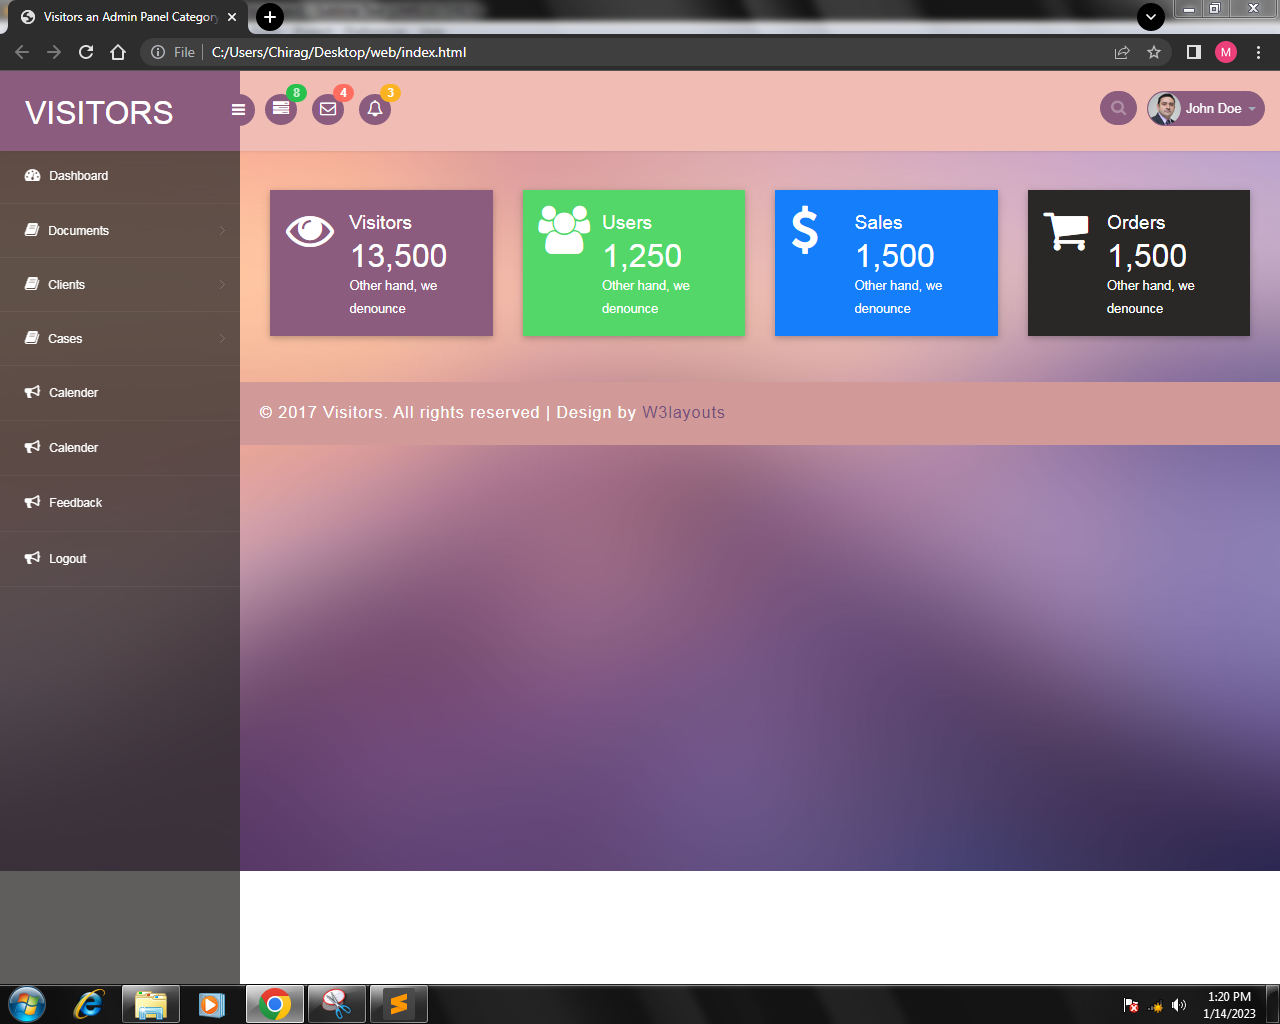 Visitors an Admin Panel Category
File
C:/Users/Chirag/Desktop/web/index.html
M
VISITORS
8
4
3
John Doe
Dashboard
Documents
Clients
Cases
Calender
Calender
Feedback
Logout
Visitors
13,500
Other hand, we
denounce
Users
1,250
Other hand, we
denounce
Sales
1,500
Other hand, we
denounce
Orders
1,500
Other hand, we
denounce
© 2017 Visitors. All rights reserved | Design by W3layouts
1:20 PM
1/14/2023